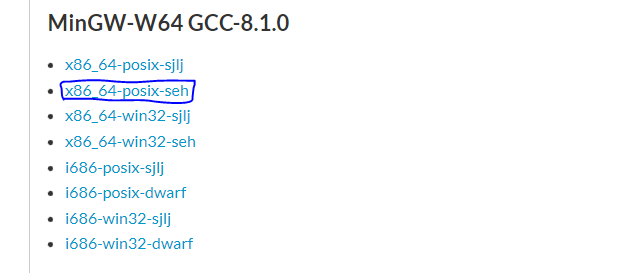 MinGW-W64 GCC-8.1.0
x86_64-posix-sjlj
x86_64-posix-seh
x86_64-win32-sjlj
x86_64-win32-seh
i686-posix-sjlj
i686-posix-dwarf
i686-win32-sjlj
i686-win32-dwarf